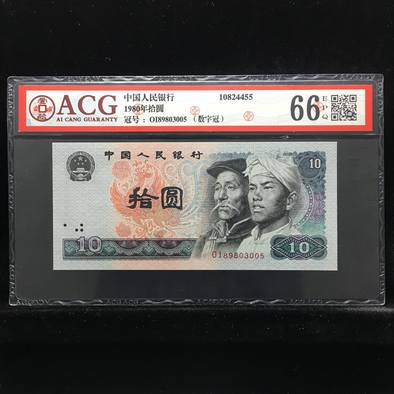 ACG
AI CANG GUARANTY
中国人民银行 10824455
1980年拾圆
冠号: OI89803005 (数字冠)
66 EPQ
中国人民银行
10
拾圆
10
10
OI89803005